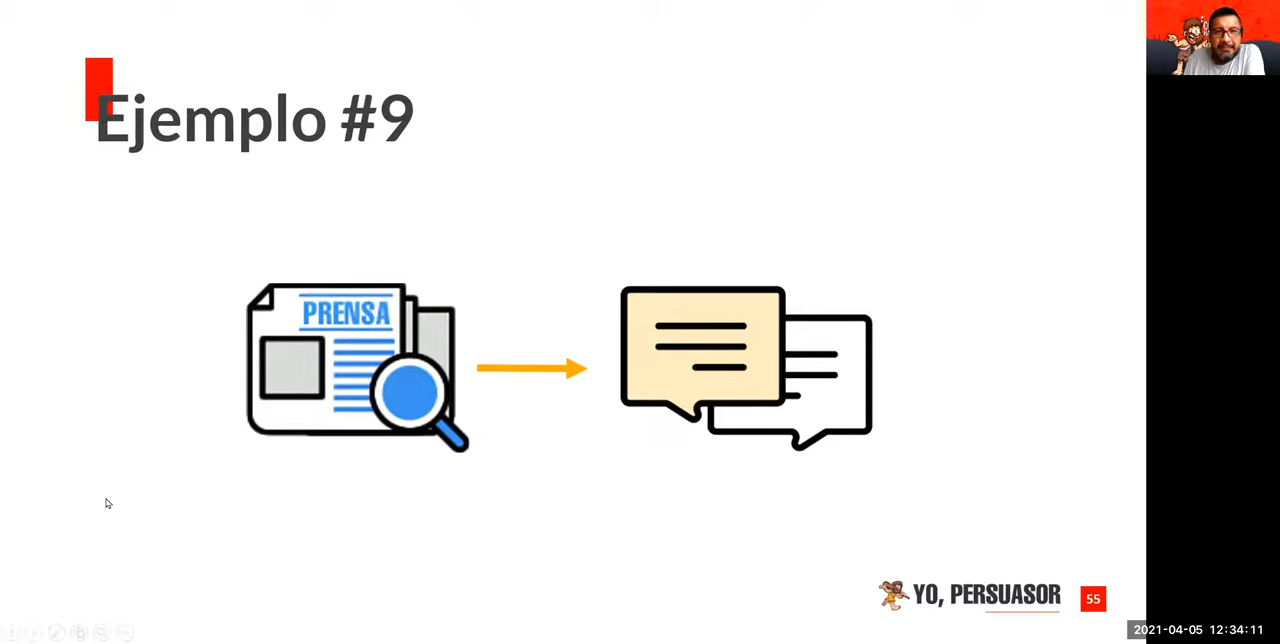 Ejemplo #9
PRENSA
YO, PERSUASOR
55
2021-04-05 12:34:11